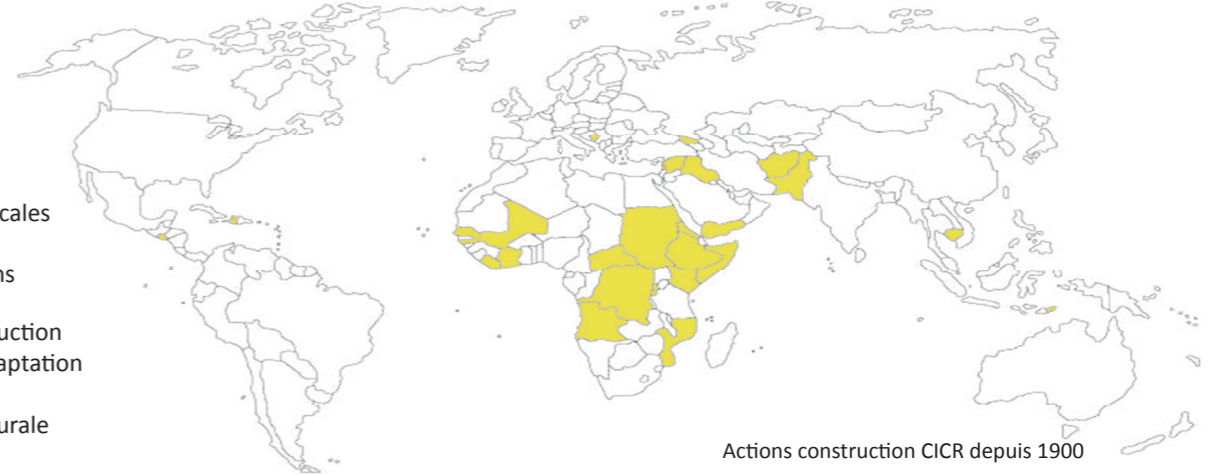 cales
ns
uction
aptation
urale
Actions construction CICR depuis 1900